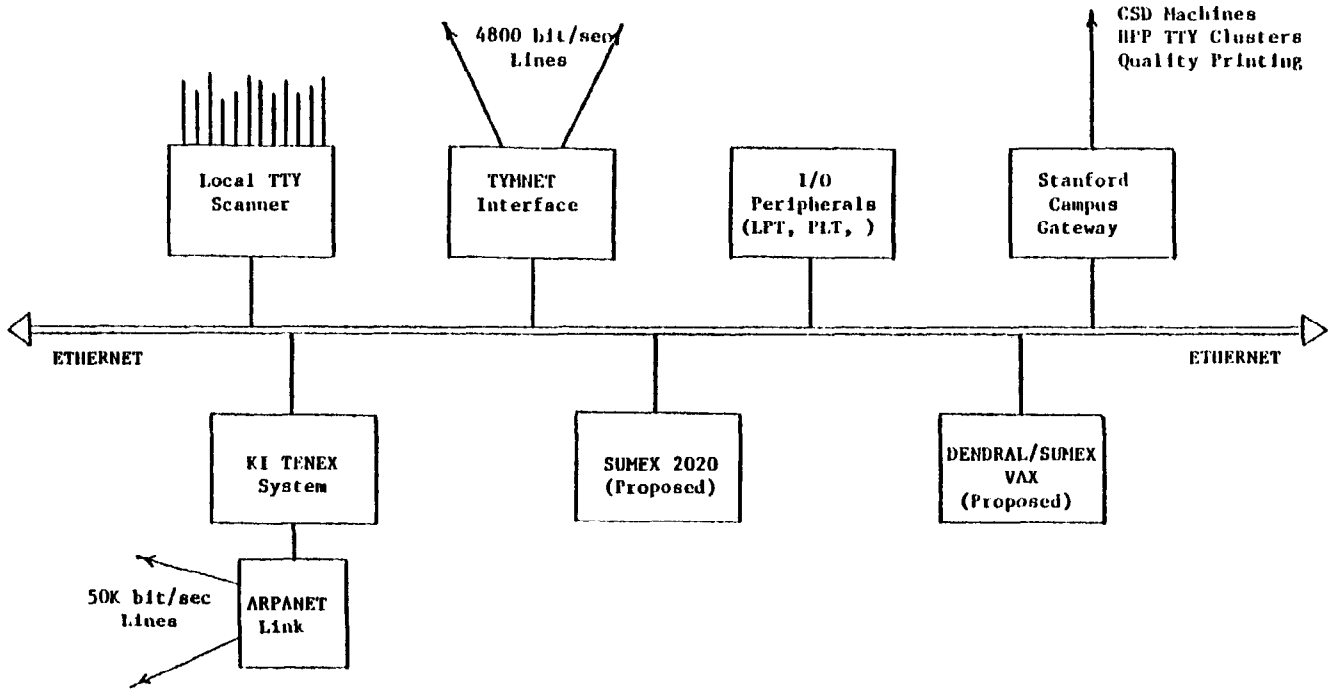 4800 bit/sec
Lines
CSD Machines
HPP TTY Clusters
Quality Printing
Local TTY
Scanner
TYMNET
Interface
I/O
Peripherals
(LPT, PLT, )
Stanford
Campus
Gateway
ETHERNET
ETHERNET
KI TENEX
System
SUMEX 2020
(Proposed)
DENDRAL/SUMEX
VAX
(Proposed)
50K bit/sec
Lines
ARPANET
Link